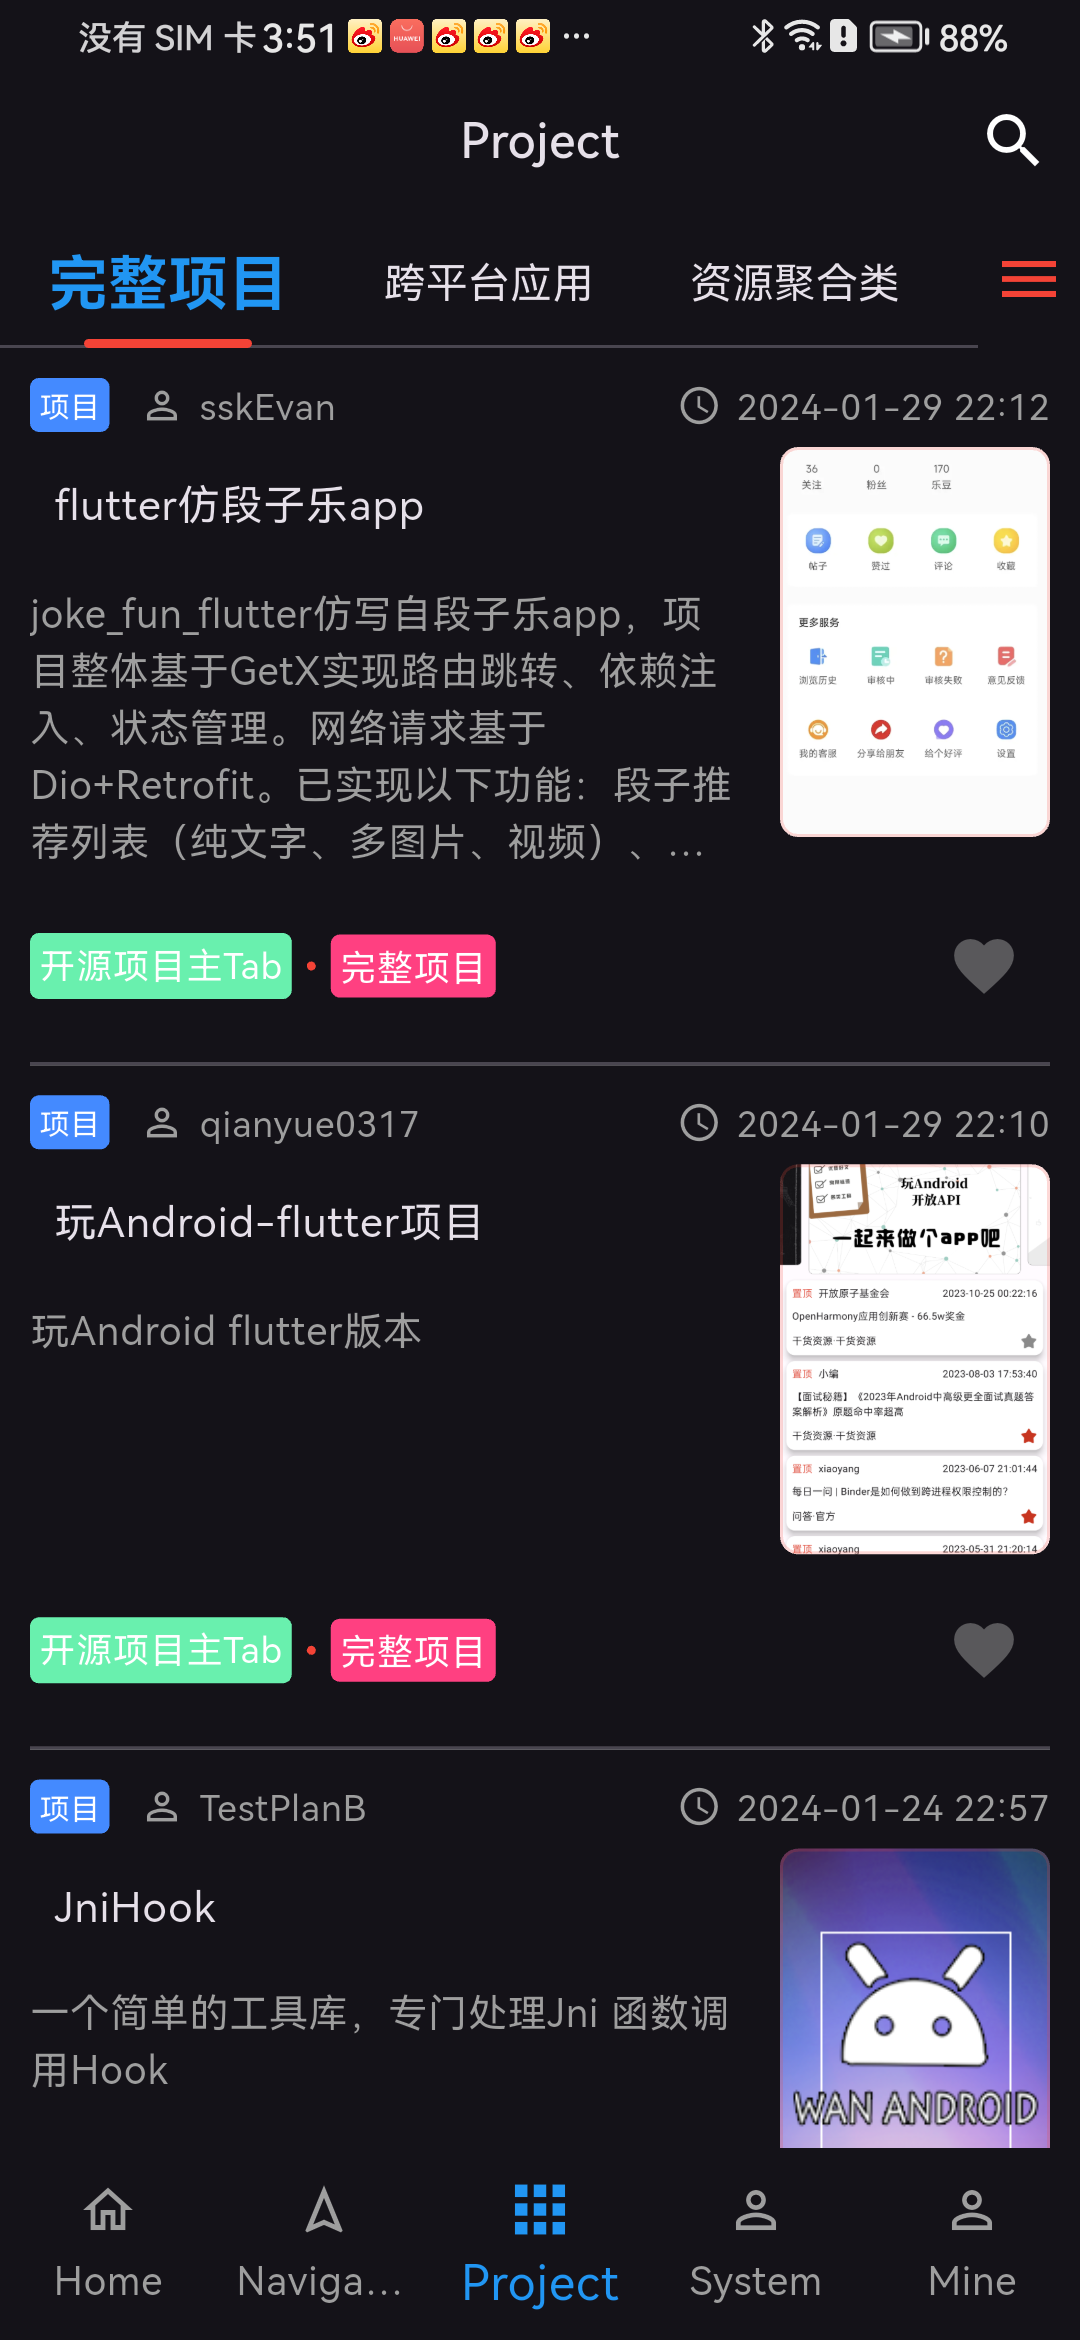 没有 SIM 卡 3:51 HUAWEI ... 88%
Project
完整项目 跨平台应用 资源聚合类
项目 sskEvan 2024-01-29 22:12
flutter仿段子乐app
joke_fun_flutter仿写自段子乐app，项
目整体基于GetX实现路由跳转、依赖注
入、状态管理。网络请求基于
Dio+Retrofit。已实现以下功能：段子推
荐列表（纯文字、多图片、视频）、...
36 0 170
关注 粉丝 乐豆
帖子 赞过 评论 收藏
更多服务
浏览历史 审核中 审核失败 意见反馈
我的客服 分享给朋友 给个好评 设置
开源项目主Tab • 完整项目
项目 qianyue0317 2024-01-29 22:10
玩Android-flutter项目
玩Android flutter版本
玩Android
开放API
一起来做个app吧
置顶 开放原子基金会 2023-10-25 00:22:16
OpenHarmony应用创新赛 - 66.5w奖金
干货资源·干货资源
置顶 小编 2023-08-03 17:53:40
【面试秘籍】《2023年Android中高级更全面试真题答
案解析》原题命中率超高
干货资源·干货资源
置顶 xiaoyang 2023-06-07 21:01:44
每日一问 | Binder是如何做到跨进程权限控制的?
问答·官方
置顶 xiaoyang 2023-05-31 21:20:14
开源项目主Tab • 完整项目
项目 TestPlanB 2024-01-24 22:57
JniHook
一个简单的工具库，专门处理Jni 函数调
用Hook
WAN ANDROID
Home Naviga... Project System Mine